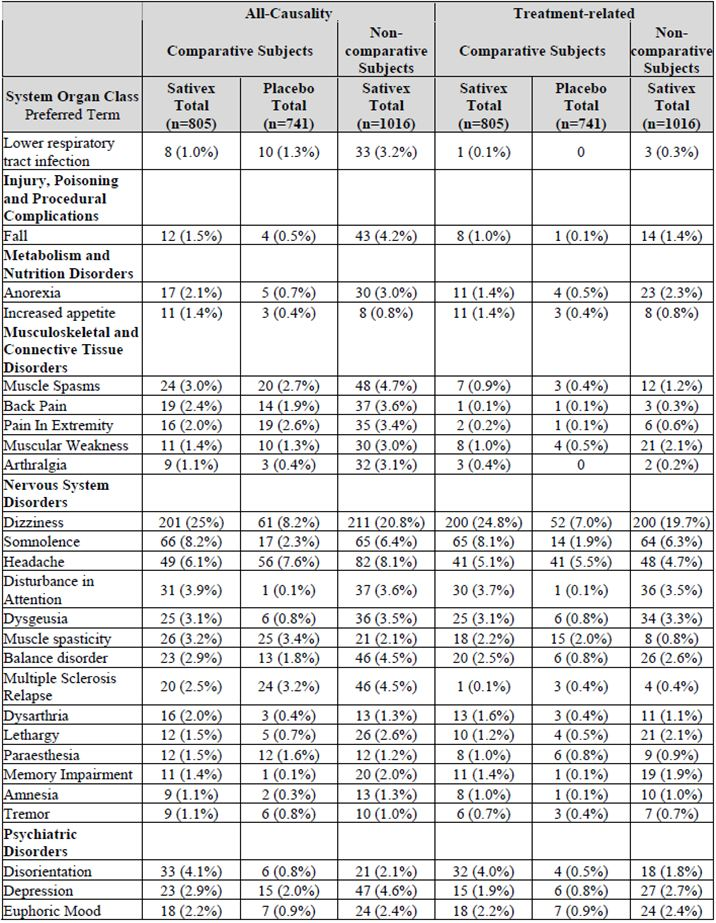 All-Causality Treatment-related
Comparative Subjects Non-comparative Subjects Comparative Subjects Non-comparative Subjects
System Organ Class Preferred Term Sativex Total (n=805) Placebo Total (n=741) Sativex Total (n=1016) Sativex Total (n=805) Placebo Total (n=741) Sativex Total (n=1016)
Lower respiratory tract infection 8 (1.0%) 10 (1.3%) 33 (3.2%) 1 (0.1%) 0 3 (0.3%)
Injury, Poisoning and Procedural Complications
Fall 12 (1.5%) 4 (0.5%) 43 (4.2%) 8 (1.0%) 1 (0.1%) 14 (1.4%)
Metabolism and Nutrition Disorders
Anorexia 17 (2.1%) 5 (0.7%) 30 (3.0%) 11 (1.4%) 4 (0.5%) 23 (2.3%)
Increased appetite 11 (1.4%) 3 (0.4%) 8 (0.8%) 11 (1.4%) 3 (0.4%) 8 (0.8%)
Musculoskeletal and Connective Tissue Disorders
Muscle Spasms 24 (3.0%) 20 (2.7%) 48 (4.7%) 7 (0.9%) 3 (0.4%) 12 (1.2%)
Back Pain 19 (2.4%) 14 (1.9%) 37 (3.6%) 1 (0.1%) 1 (0.1%) 3 (0.3%)
Pain In Extremity 16 (2.0%) 19 (2.6%) 35 (3.4%) 2 (0.2%) 1 (0.1%) 6 (0.6%)
Muscular Weakness 11 (1.4%) 10 (1.3%) 30 (3.0%) 8 (1.0%) 4 (0.5%) 21 (2.1%)
Arthralgia 9 (1.1%) 3 (0.4%) 32 (3.1%) 3 (0.4%) 0 2 (0.2%)
Nervous System Disorders
Dizziness 201 (25%) 61 (8.2%) 211 (20.8%) 200 (24.8%) 52 (7.0%) 200 (19.7%)
Somnolence 66 (8.2%) 17 (2.3%) 65 (6.4%) 65 (8.1%) 14 (1.9%) 64 (6.3%)
Headache 49 (6.1%) 56 (7.6%) 82 (8.1%) 41 (5.1%) 41 (5.5%) 48 (4.7%)
Disturbance in Attention 31 (3.9%) 1 (0.1%) 37 (3.6%) 30 (3.7%) 1 (0.1%) 36 (3.5%)
Dysgeusia 25 (3.1%) 6 (0.8%) 36 (3.5%) 25 (3.1%) 6 (0.8%) 34 (3.3%)
Muscle spasticity 26 (3.2%) 25 (3.4%) 21 (2.1%) 18 (2.2%) 15 (2.0%) 8 (0.8%)
Balance disorder 23 (2.9%) 13 (1.8%) 46 (4.5%) 20 (2.5%) 6 (0.8%) 26 (2.6%)
Multiple Sclerosis Relapse 20 (2.5%) 24 (3.2%) 46 (4.5%) 1 (0.1%) 3 (0.4%) 4 (0.4%)
Dysarthria 16 (2.0%) 3 (0.4%) 13 (1.3%) 13 (1.6%) 3 (0.4%) 11 (1.1%)
Lethargy 12 (1.5%) 5 (0.7%) 26 (2.6%) 10 (1.2%) 4 (0.5%) 21 (2.1%)
Paraesthesia 12 (1.5%) 12 (1.6%) 12 (1.2%) 8 (1.0%) 6 (0.8%) 9 (0.9%)
Memory Impairment 11 (1.4%) 1 (0.1%) 20 (2.0%) 11 (1.4%) 1 (0.1%) 19 (1.9%)
Amnesia 9 (1.1%) 2 (0.3%) 13 (1.3%) 8 (1.0%) 1 (0.1%) 10 (1.0%)
Tremor 9 (1.1%) 6 (0.8%) 10 (1.0%) 6 (0.7%) 3 (0.4%) 7 (0.7%)
Psychiatric Disorders
Disorientation 33 (4.1%) 6 (0.8%) 21 (2.1%) 32 (4.0%) 4 (0.5%) 18 (1.8%)
Depression 23 (2.9%) 15 (2.0%) 47 (4.6%) 15 (1.9%) 6 (0.8%) 27 (2.7%)
Euphoric Mood 18 (2.2%) 7 (0.9%) 24 (2.4%) 18 (2.2%) 7 (0.9%) 24 (2.4%)